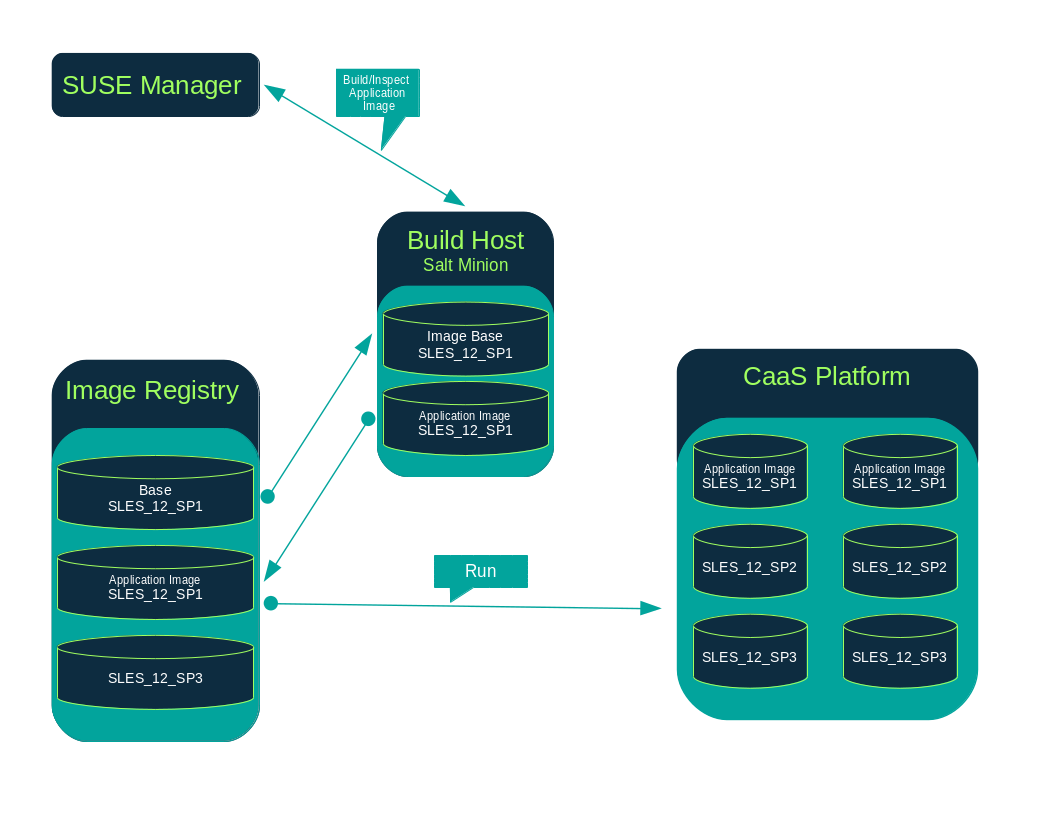 SUSE Manager
Build/Inspect
Application
Image
Build Host
Salt Minion
Image Base
SLES_12_SP1
Application Image
SLES_12_SP1
Image Registry
Base
SLES_12_SP1
Application Image
SLES_12_SP1
SLES_12_SP3
Run
CaaS Platform
Application Image
SLES_12_SP1
Application Image
SLES_12_SP1
SLES_12_SP2
SLES_12_SP2
SLES_12_SP3
SLES_12_SP3